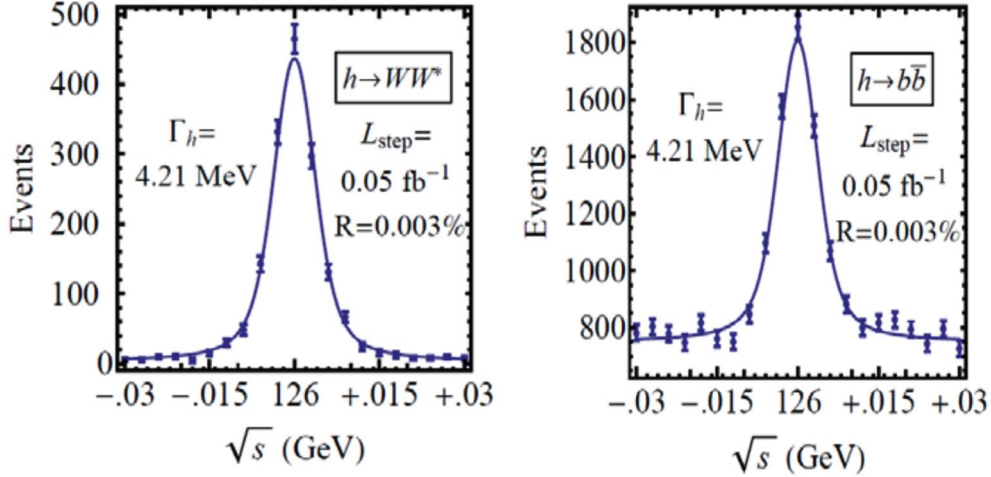 500
400
300
200
100
0
Events
h→WW*
Γh=
4.21 MeV
Lstep=
0.05 fb⁻¹
R=0.003%
−.03 −.015 126 +.015 +.03
√s (GeV)
1800
1600
1400
1200
1000
800
Events
h→bb̄
Γh=
4.21 MeV
Lstep=
0.05 fb⁻¹
R=0.003%
−.03 −.015 126 +.015 +.03
√s (GeV)